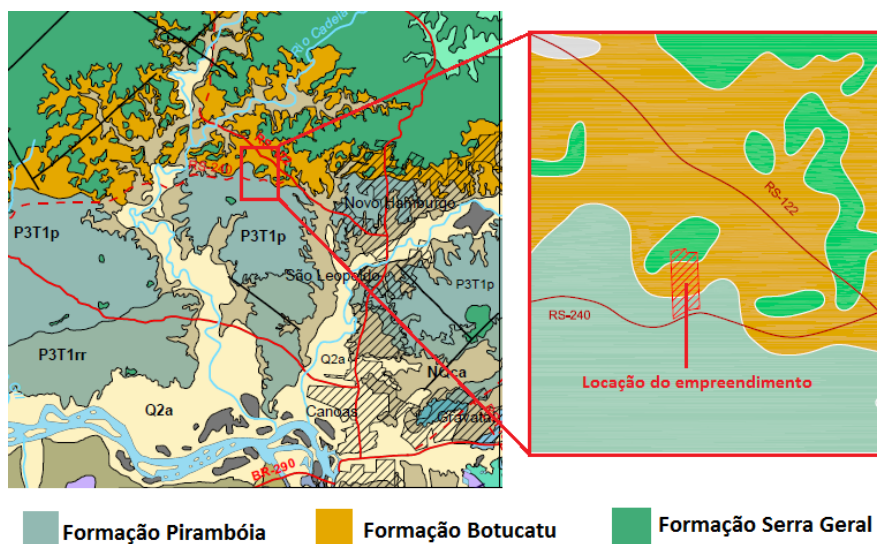 Rio Cadeia
RS-240
Novo Hamburgo
P3T1p
P3T1p
São Leopoldo
P3T1p
P3T1rr
Q2a
NQca
Q2a
Canoas
Gravataí
BR-290
RS-122
RS-240
Locação do empreendimento
Formação Pirambóia
Formação Botucatu
Formação Serra Geral